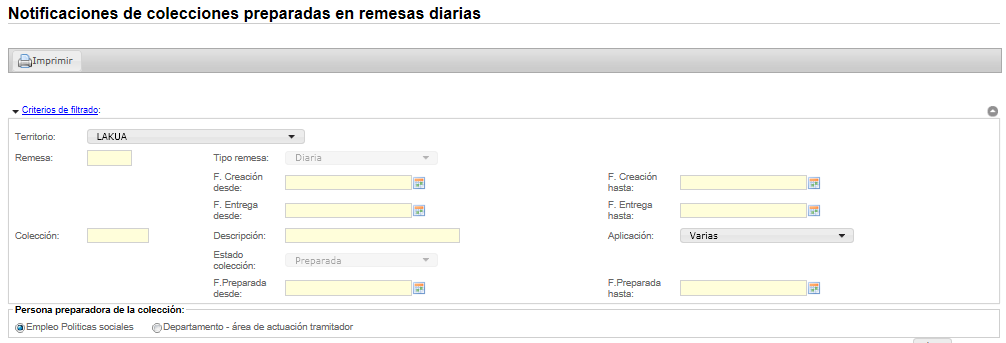 Notificaciones de colecciones preparadas en remesas diarias
Imprimir
Criterios de filtrado:
Territorio: LAKUA
Remesa: Tipo remesa: Diaria
F. Creación desde: F. Creación hasta:
F. Entrega desde: F. Entrega hasta:
Colección: Descripción: Aplicación: Varias
Estado colección: Preparada
F.Preparada desde: F.Preparada hasta:
Persona preparadora de la colección:
Empleo Politicas sociales Departamento - área de actuación tramitador